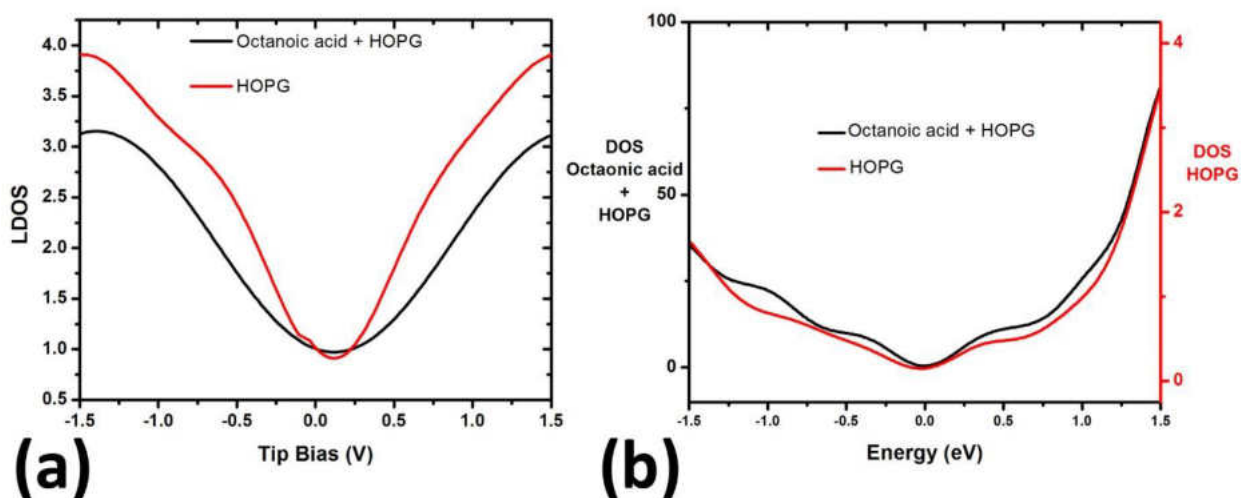 4.0
3.5
3.0
2.5
2.0
1.5
1.0
0.5
LDOS
Octanoic acid + HOPG
HOPG
-1.5
-1.0
-0.5
0.0
0.5
1.0
1.5
Tip Bias (V)
(a)
100
50
0
DOS
Octaonic acid
+
HOPG
Octanoic acid + HOPG
HOPG
4
2
0
DOS
HOPG
-1.5
-1.0
-0.5
0.0
0.5
1.0
1.5
Energy (eV)
(b)